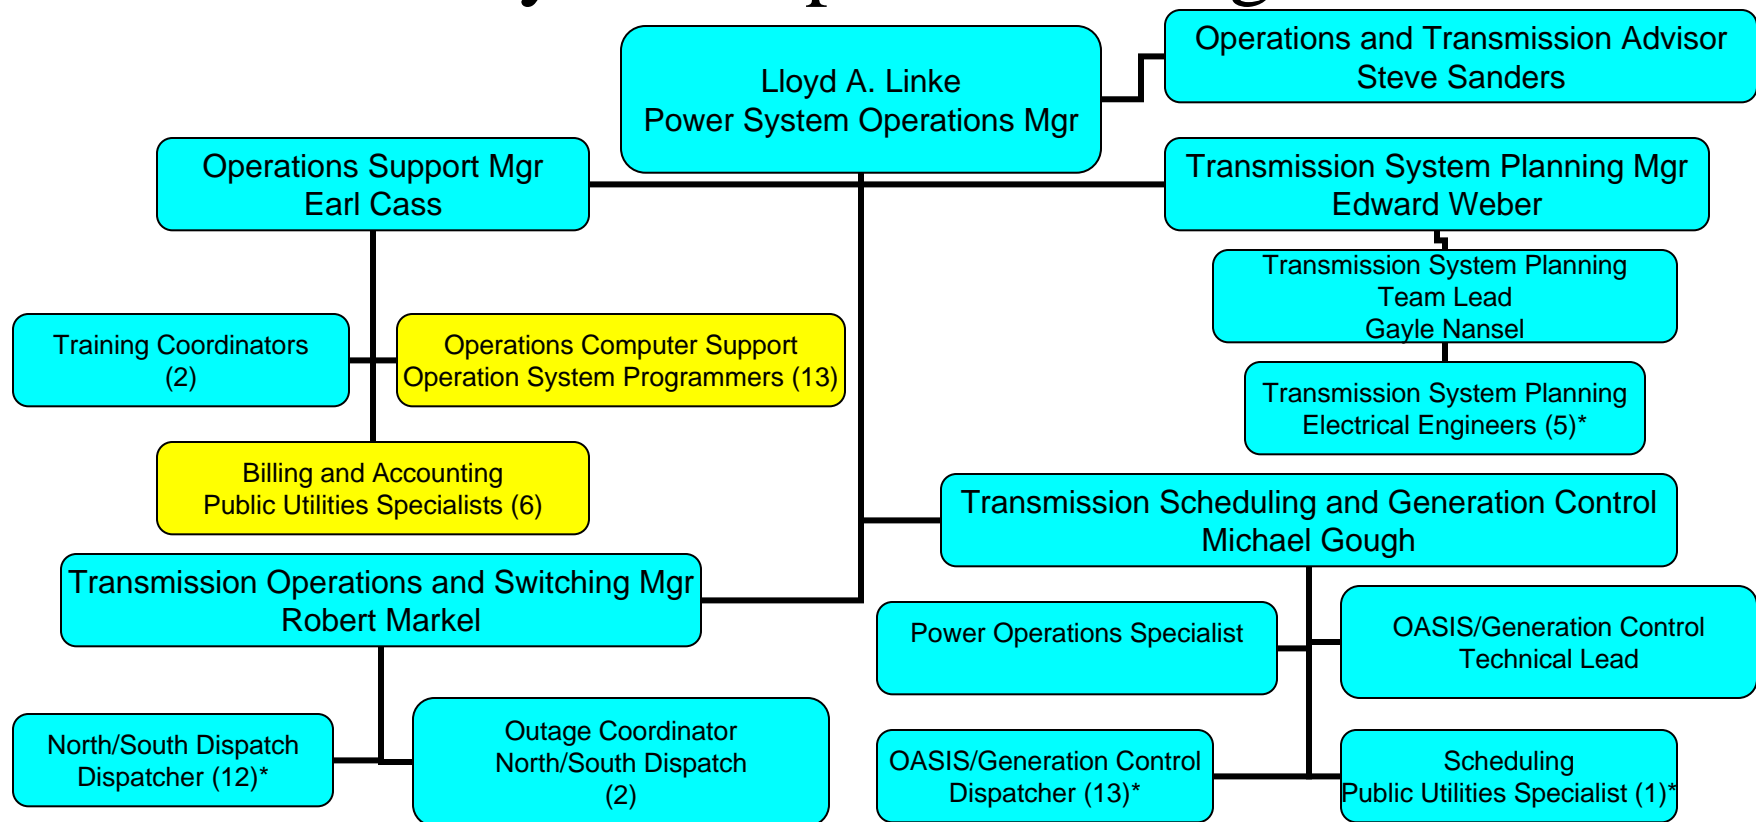 Lloyd A. Linke
Power System Operations Mgr
Operations and Transmission Advisor
Steve Sanders
Operations Support Mgr
Earl Cass
Transmission System Planning Mgr
Edward Weber
Transmission System Planning
Team Lead
Gayle Nansel
Training Coordinators
(2)
Operations Computer Support
Operation System Programmers (13)
Transmission System Planning
Electrical Engineers (5)*
Billing and Accounting
Public Utilities Specialists (6)
Transmission Scheduling and Generation Control
Michael Gough
Transmission Operations and Switching Mgr
Robert Markel
Power Operations Specialist
OASIS/Generation Control
Technical Lead
North/South Dispatch
Dispatcher (12)*
Outage Coordinator
North/South Dispatch
(2)
OASIS/Generation Control
Dispatcher (13)*
Scheduling
Public Utilities Specialist (1)*